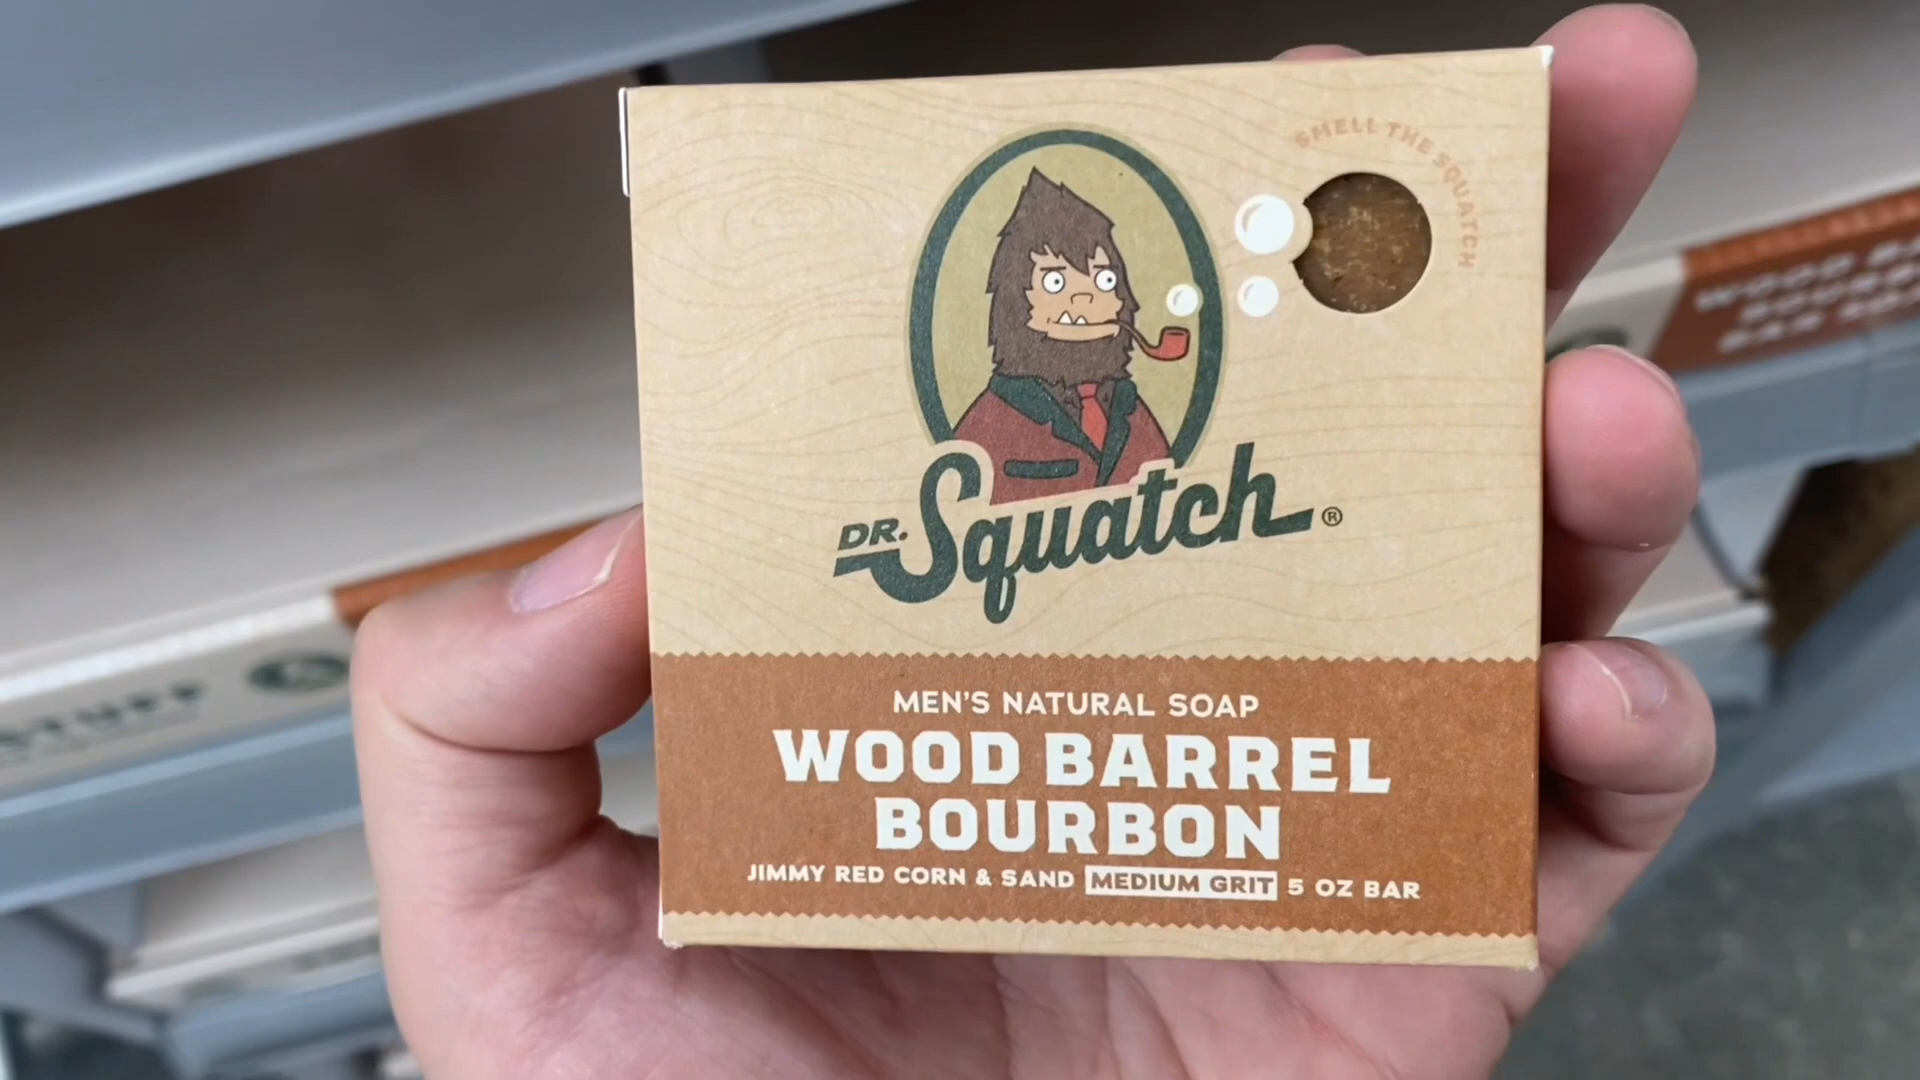 SMELL THE SQUATCH
DR. Squatch®
MEN'S NATURAL SOAP
WOOD BARREL
BOURBON
JIMMY RED CORN & SAND MEDIUM GRIT 5 OZ BAR
WOOD